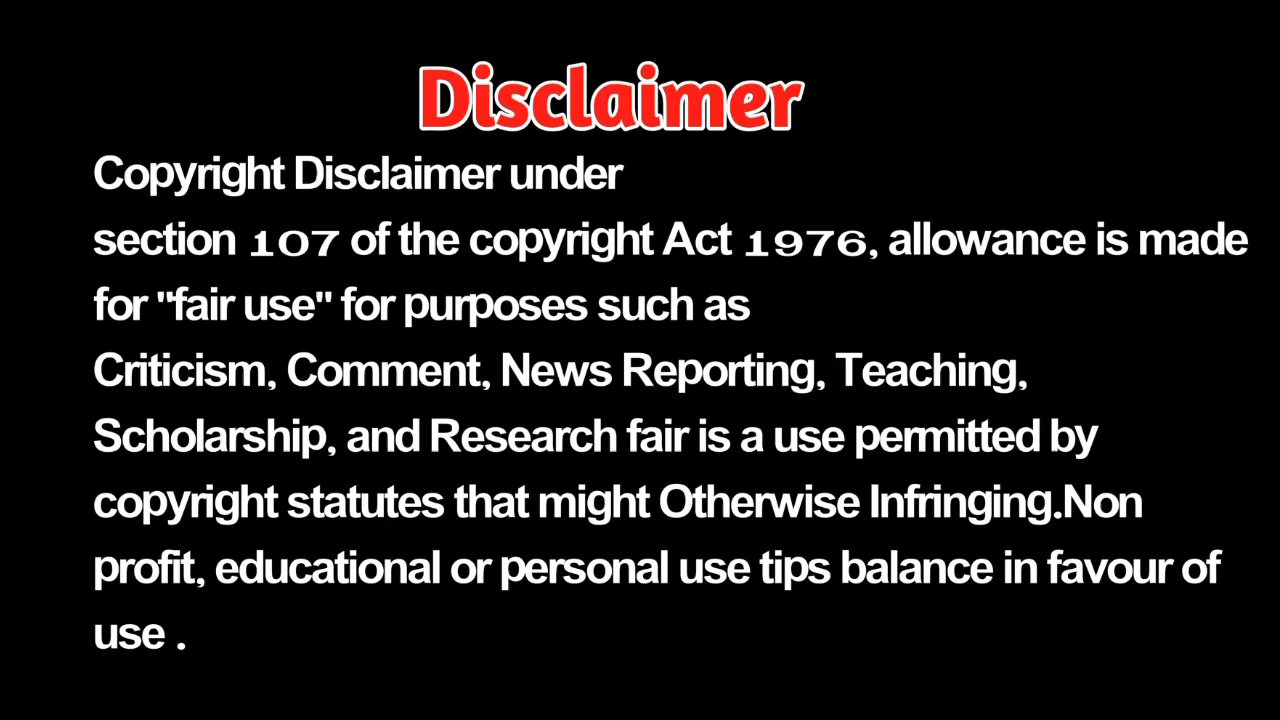 Disclaimer
Copyright Disclaimer under
section 107 of the copyright Act 1976, allowance is made
for "fair use" for purposes such as
Criticism, Comment, News Reporting, Teaching,
Scholarship, and Research fair is a use permitted by
copyright statutes that might Otherwise Infringing.Non
profit, educational or personal use tips balance in favour of
use .